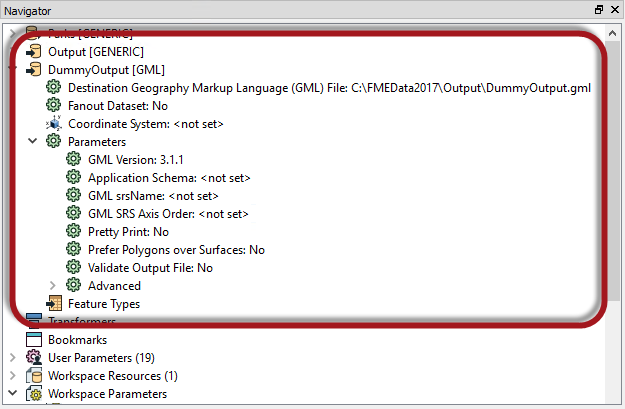 Navigator
Parks [GENERIC]
Output [GENERIC]
DummyOutput [GML]
Destination Geography Markup Language (GML) File: C:\FMEData2017\Output\DummyOutput.gml
Fanout Dataset: No
Coordinate System: <not set>
Parameters
GML Version: 3.1.1
Application Schema: <not set>
GML srsName: <not set>
GML SRS Axis Order: <not set>
Pretty Print: No
Prefer Polygons over Surfaces: No
Validate Output File: No
Advanced
Feature Types
Transformers
Bookmarks
User Parameters (19)
Workspace Resources (1)
Workspace Parameters